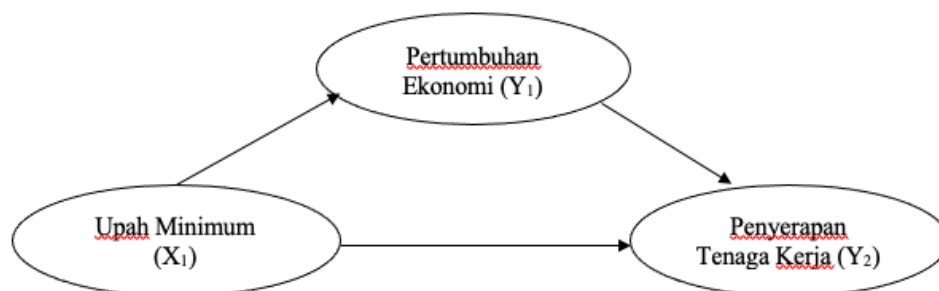 Pertumbuhan
Ekonomi (Y₁)
Upah Minimum
(X₁)
Penyerapan
Tenaga Kerja (Y₂)